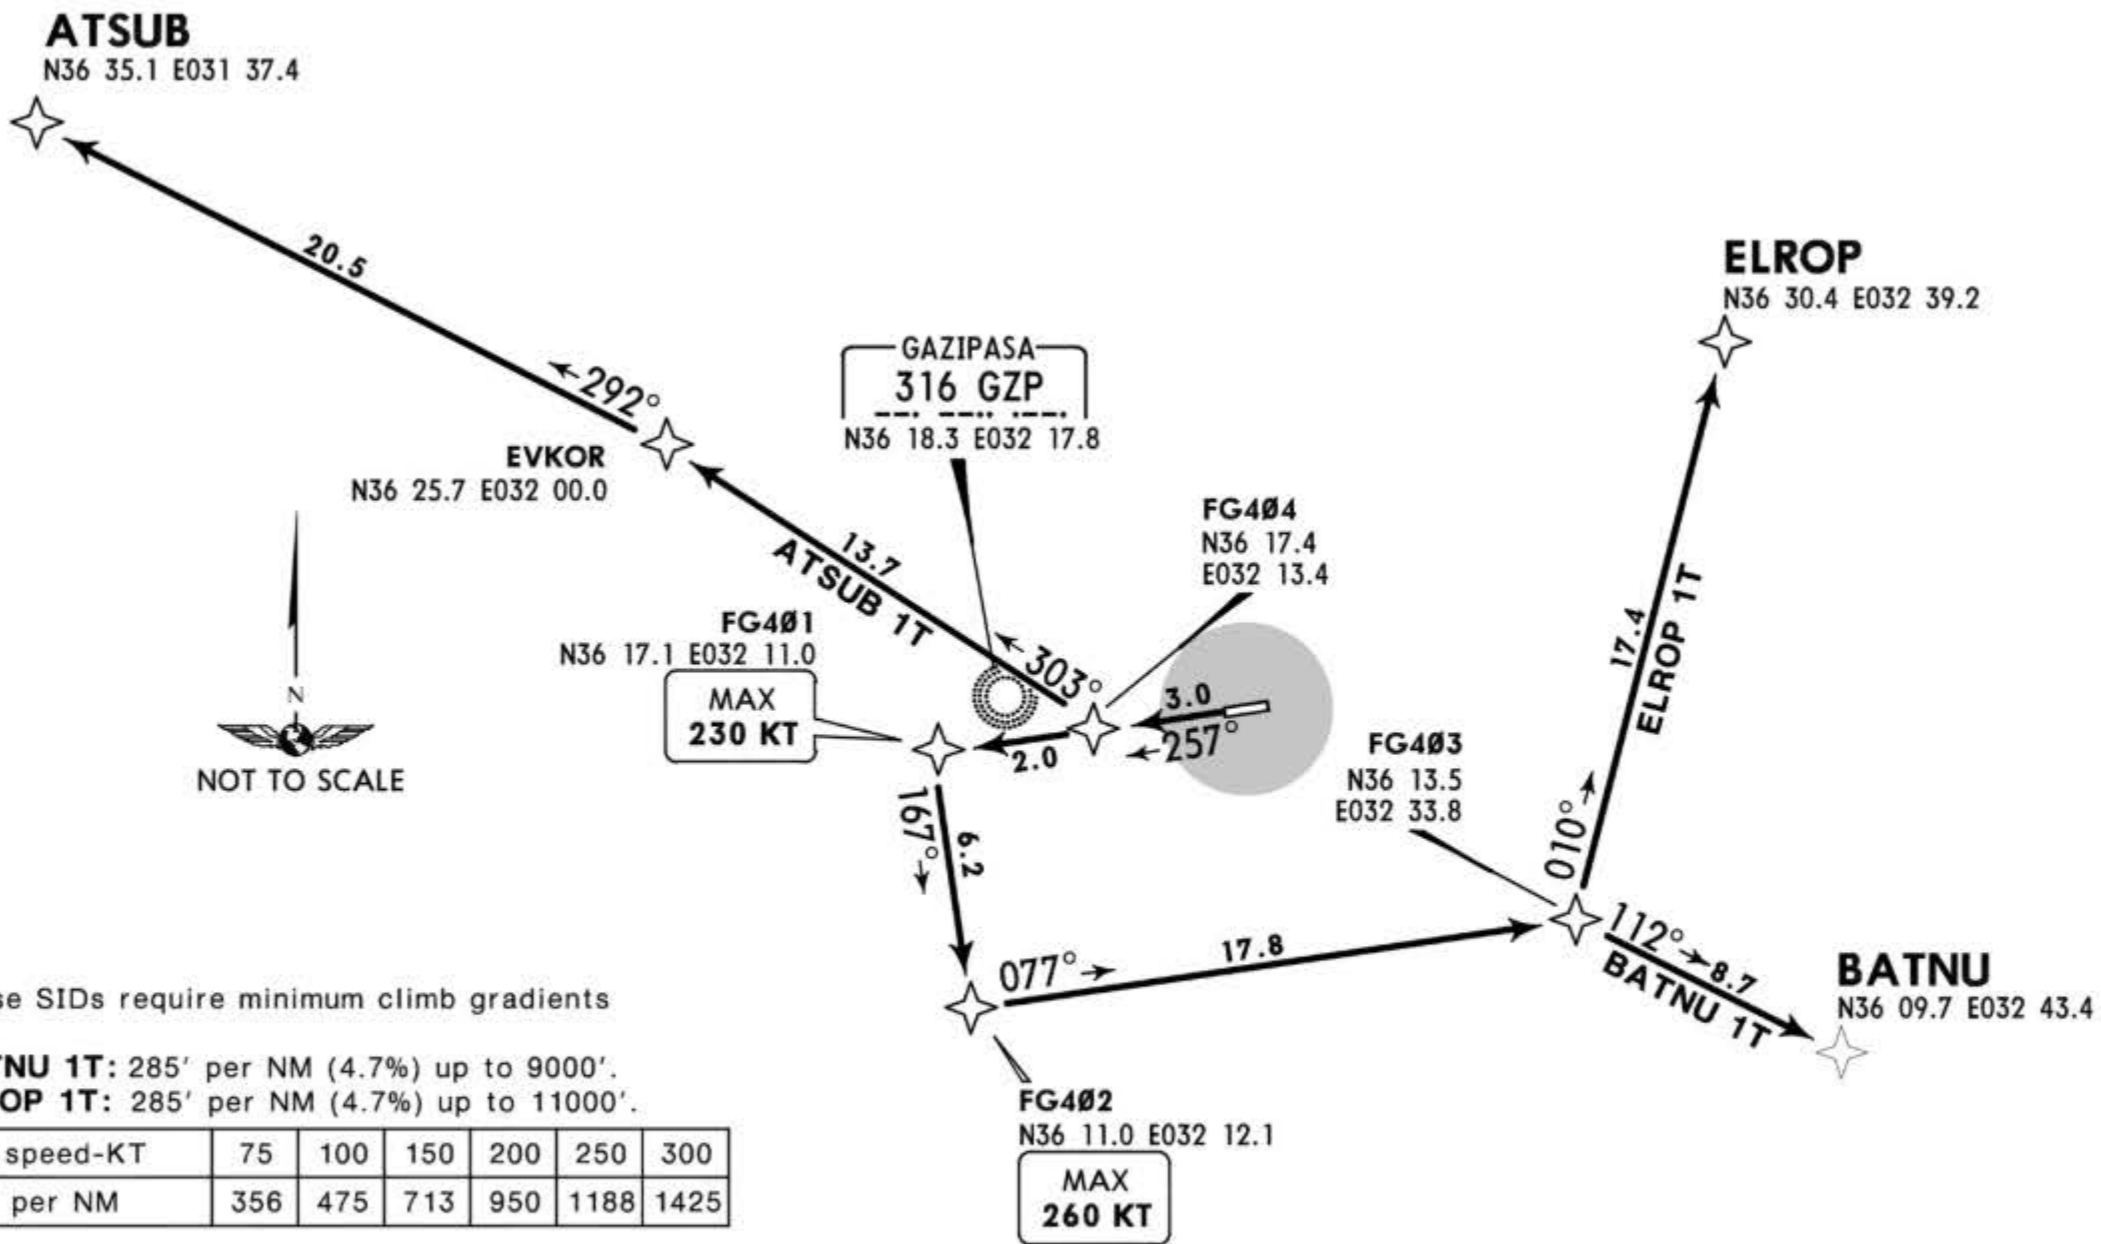 ATSUB
N36 35.1 E031 37.4
20.5
292°
EVKOR
N36 25.7 E032 00.0
13.7
ATSUB 1T
303°
GAZIPASA
316 GZP
N36 18.3 E032 17.8
FG4Ø4
N36 17.4
E032 13.4
FG4Ø1
N36 17.1 E032 11.0
MAX
230 KT
3.0
257°
2.0
167°
6.2
N
NOT TO SCALE
ELROP
N36 30.4 E032 39.2
17.4
ELROP 1T
010°
FG4Ø3
N36 13.5
E032 33.8
077°
17.8
112°
8.7
BATNU 1T
BATNU
N36 09.7 E032 43.4
FG4Ø2
N36 11.0 E032 12.1
MAX
260 KT
se SIDs require minimum climb gradients
TNU 1T: 285' per NM (4.7%) up to 9000'.
OP 1T: 285' per NM (4.7%) up to 11000'.
speed-KT 75 100 150 200 250 300
per NM 356 475 713 950 1188 1425